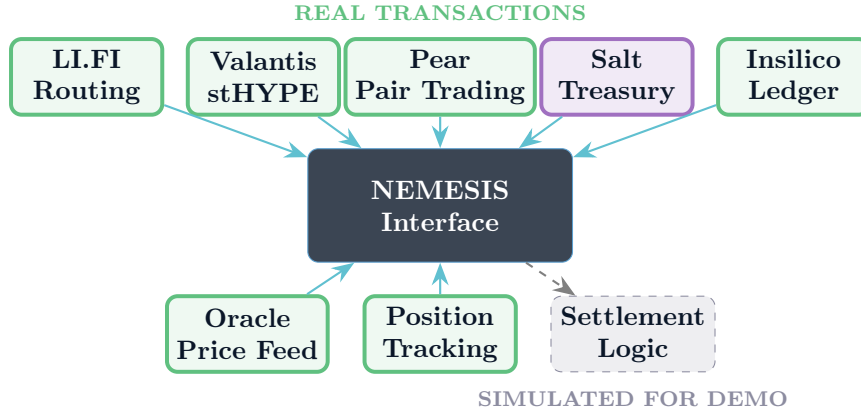 REAL TRANSACTIONS
LI.FI
Routing
Valantis
stHYPE
Pear
Pair Trading
Salt
Treasury
Insilico
Ledger
NEMESIS
Interface
Oracle
Price Feed
Position
Tracking
Settlement
Logic
SIMULATED FOR DEMO